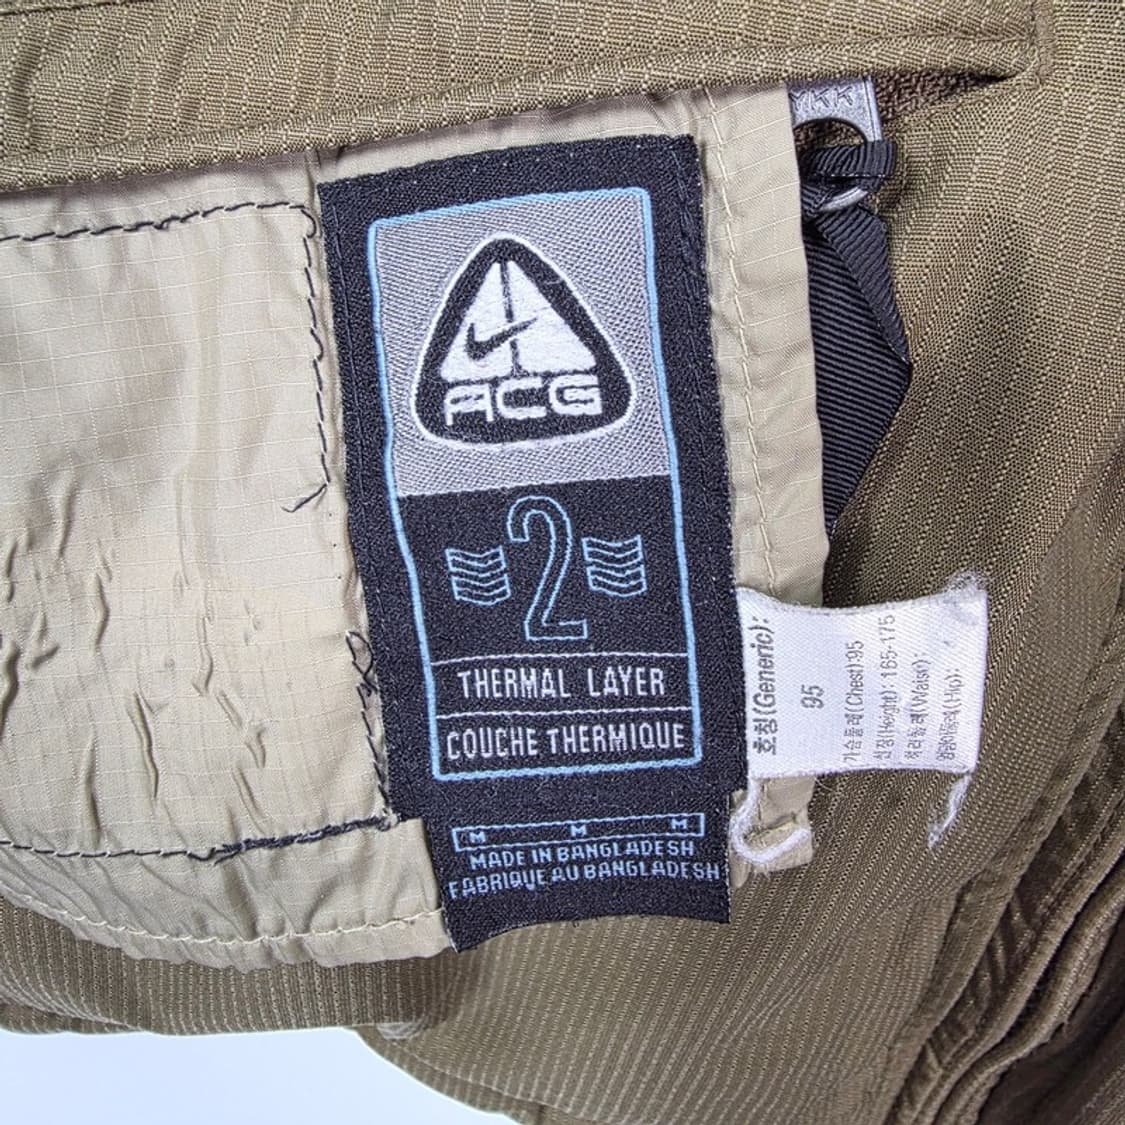 YKK
ACG
2
THERMAL LAYER
COUCHE THERMIQUE
M M M
MADE IN BANGLADESH
FABRIQUE AU BANGLADESH
호칭(Generic):
95
가슴둘레(Chest):95
신장(Height): 165-175
허리둘레(Waist):
엉덩이둘레(Hip):